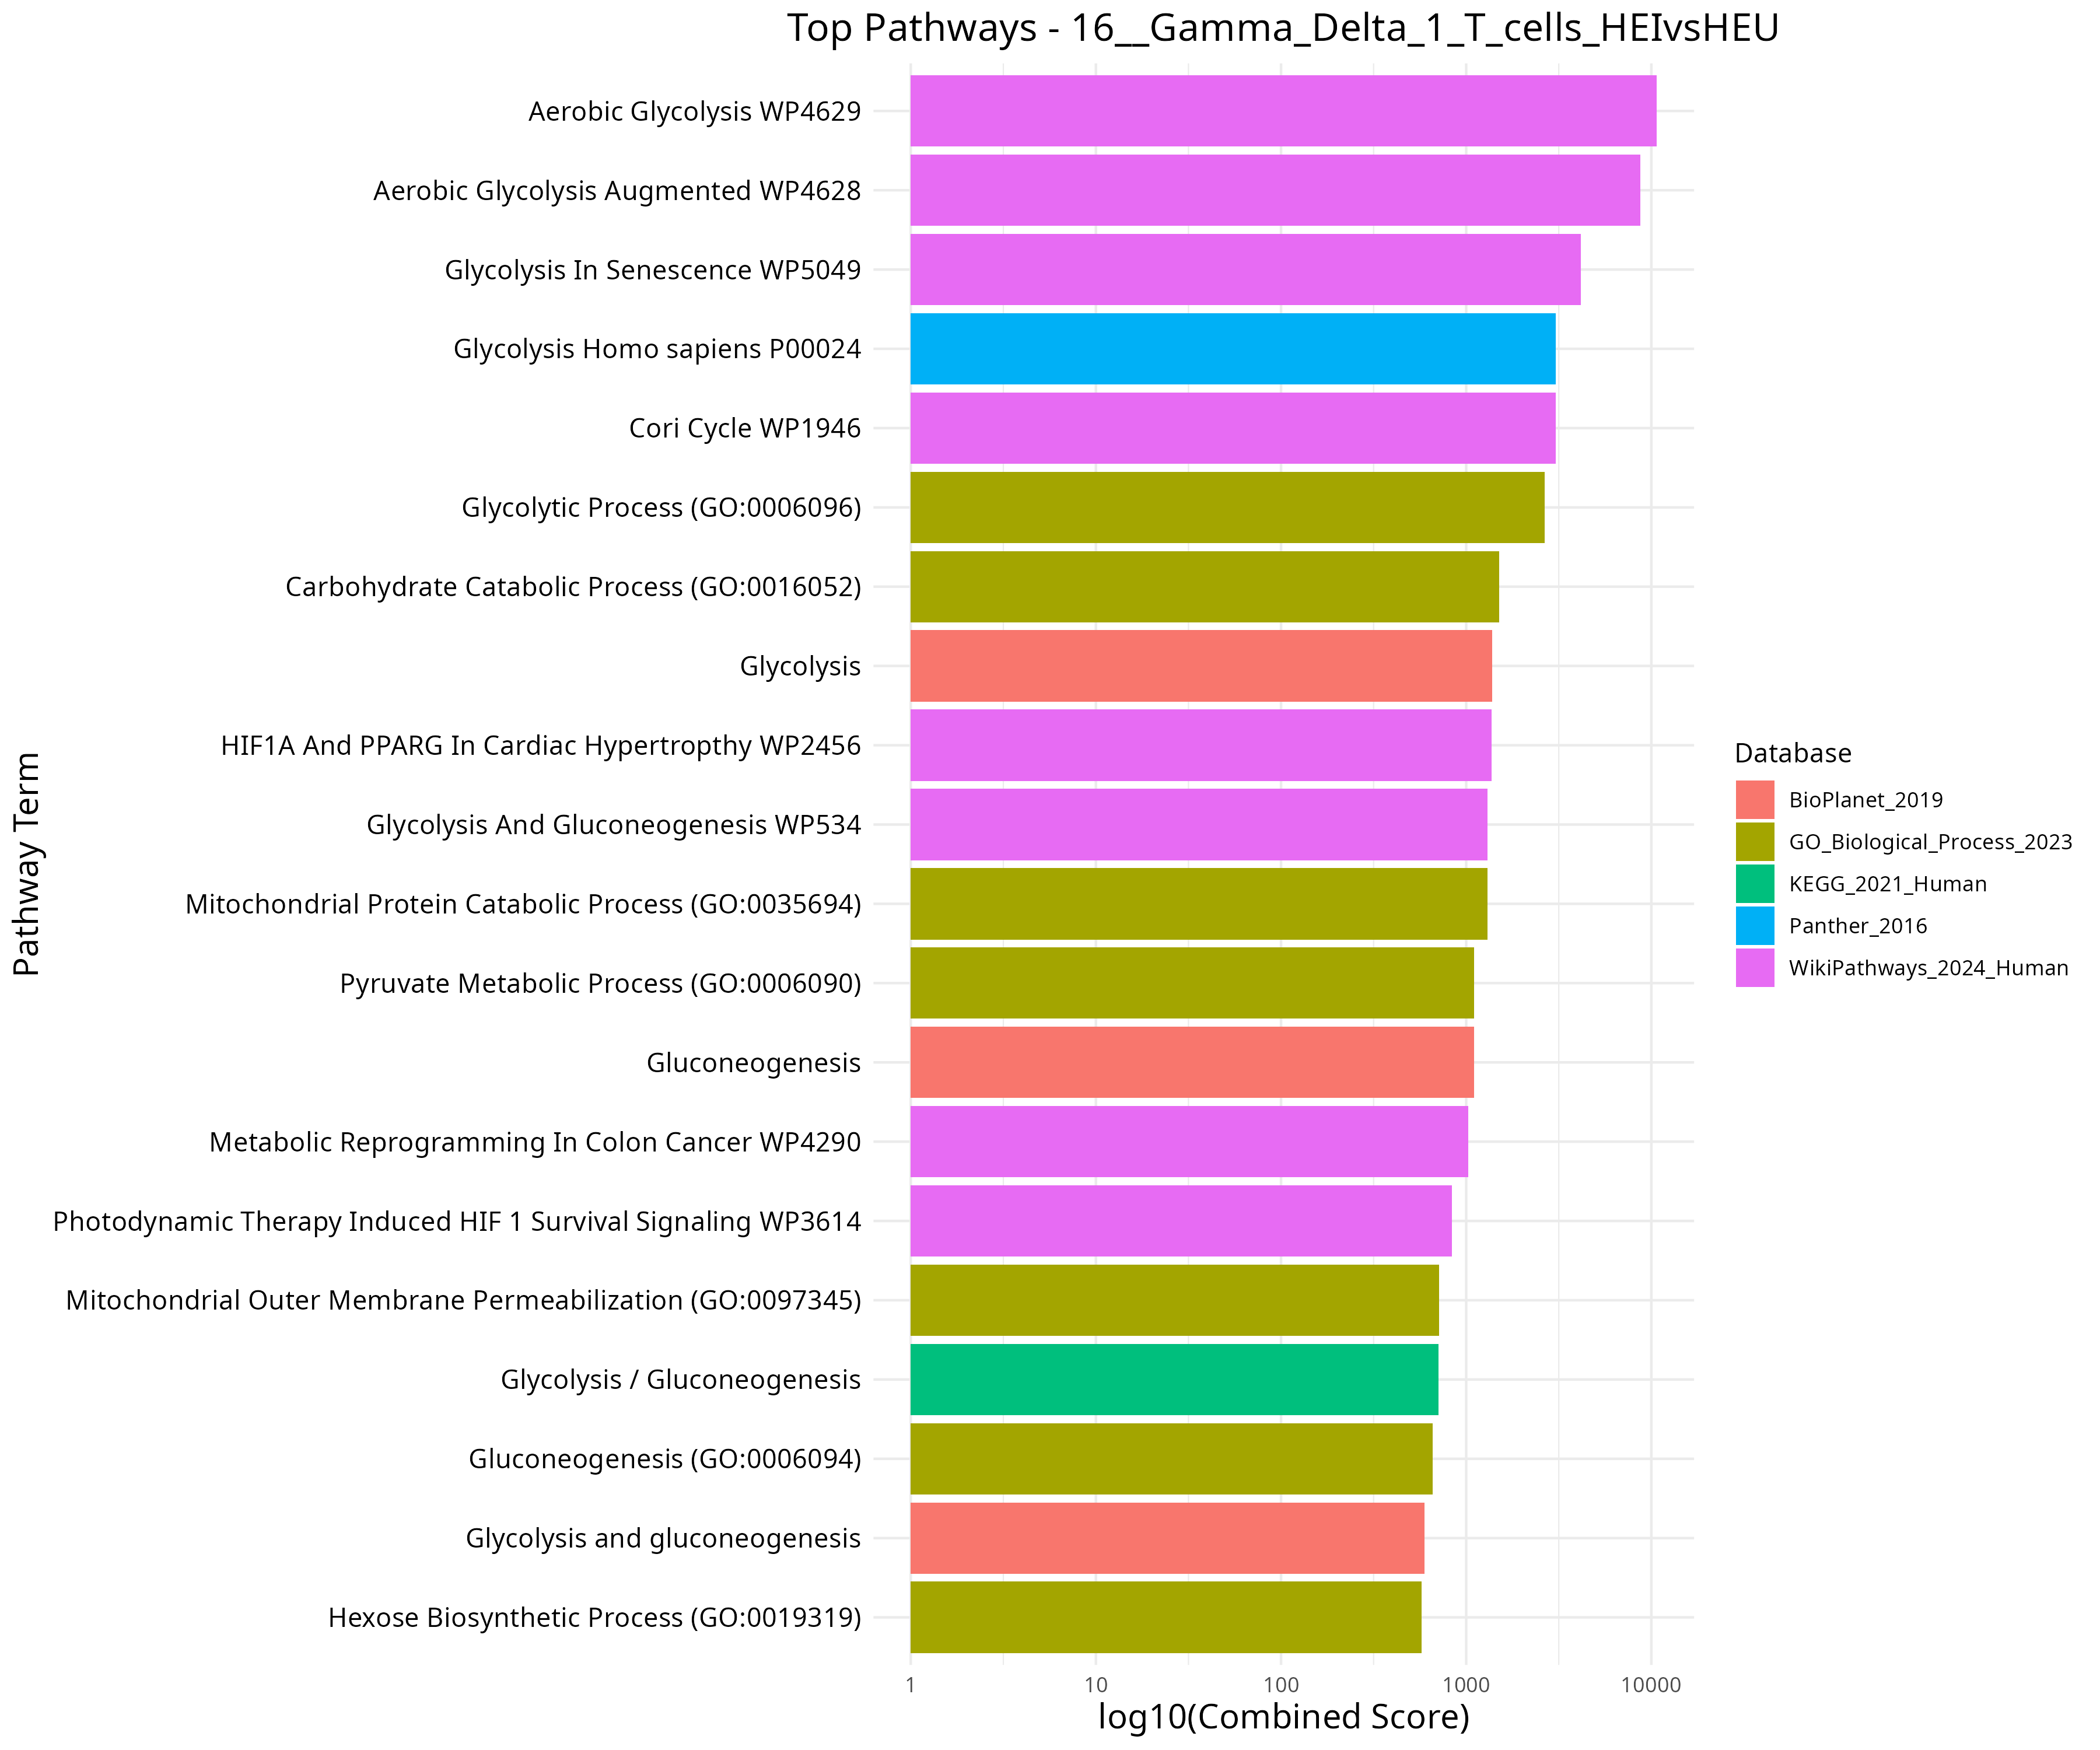 Top Pathways - 16__Gamma_Delta_1_T_cells_HEIvsHEU
Pathway Term
Aerobic Glycolysis WP4629
Aerobic Glycolysis Augmented WP4628
Glycolysis In Senescence WP5049
Glycolysis Homo sapiens P00024
Cori Cycle WP1946
Glycolytic Process (GO:0006096)
Carbohydrate Catabolic Process (GO:0016052)
Glycolysis
HIF1A And PPARG In Cardiac Hypertropthy WP2456
Glycolysis And Gluconeogenesis WP534
Mitochondrial Protein Catabolic Process (GO:0035694)
Pyruvate Metabolic Process (GO:0006090)
Gluconeogenesis
Metabolic Reprogramming In Colon Cancer WP4290
Photodynamic Therapy Induced HIF 1 Survival Signaling WP3614
Mitochondrial Outer Membrane Permeabilization (GO:0097345)
Glycolysis / Gluconeogenesis
Gluconeogenesis (GO:0006094)
Glycolysis and gluconeogenesis
Hexose Biosynthetic Process (GO:0019319)
1 10 100 1000 10000
log10(Combined Score)
Database
BioPlanet_2019
GO_Biological_Process_2023
KEGG_2021_Human
Panther_2016
WikiPathways_2024_Human